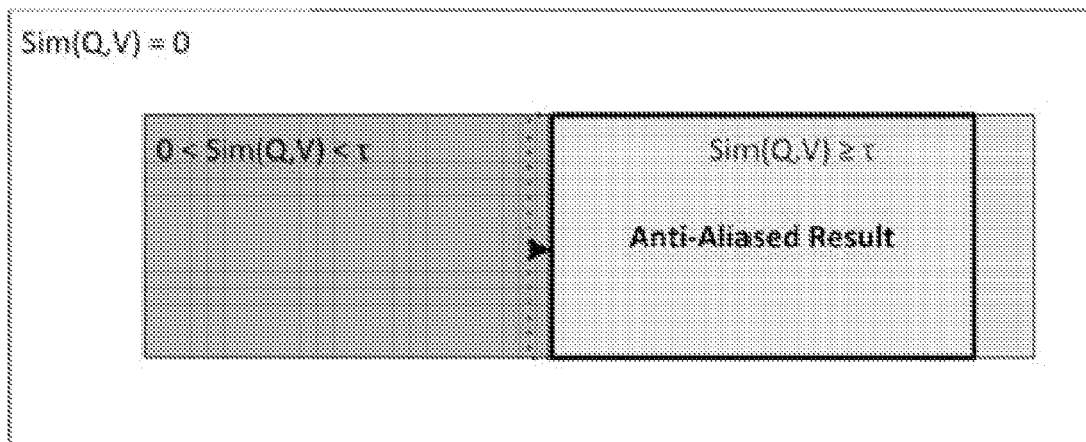 Sim(Q,V) = 0
0 < Sim(Q,V) < τ
Sim(Q,V) ≥ τ
Anti-Aliased Result